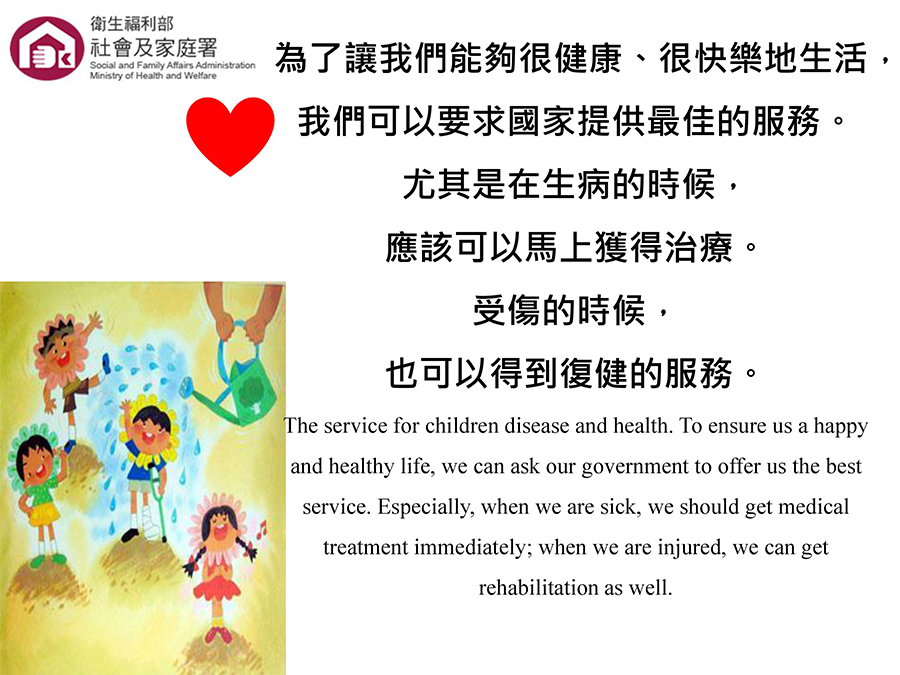 衛生福利部
社會及家庭署
Social and Family Affairs Administration
Ministry of Health and Welfare
為了讓我們能夠很健康、很快樂地生活，
我們可以要求國家提供最佳的服務。
尤其是在生病的時候，
應該可以馬上獲得治療。
受傷的時候，
也可以得到復健的服務。
The service for children disease and health. To ensure us a happy
and healthy life, we can ask our government to offer us the best
service. Especially, when we are sick, we should get medical
treatment immediately; when we are injured, we can get
rehabilitation as well.